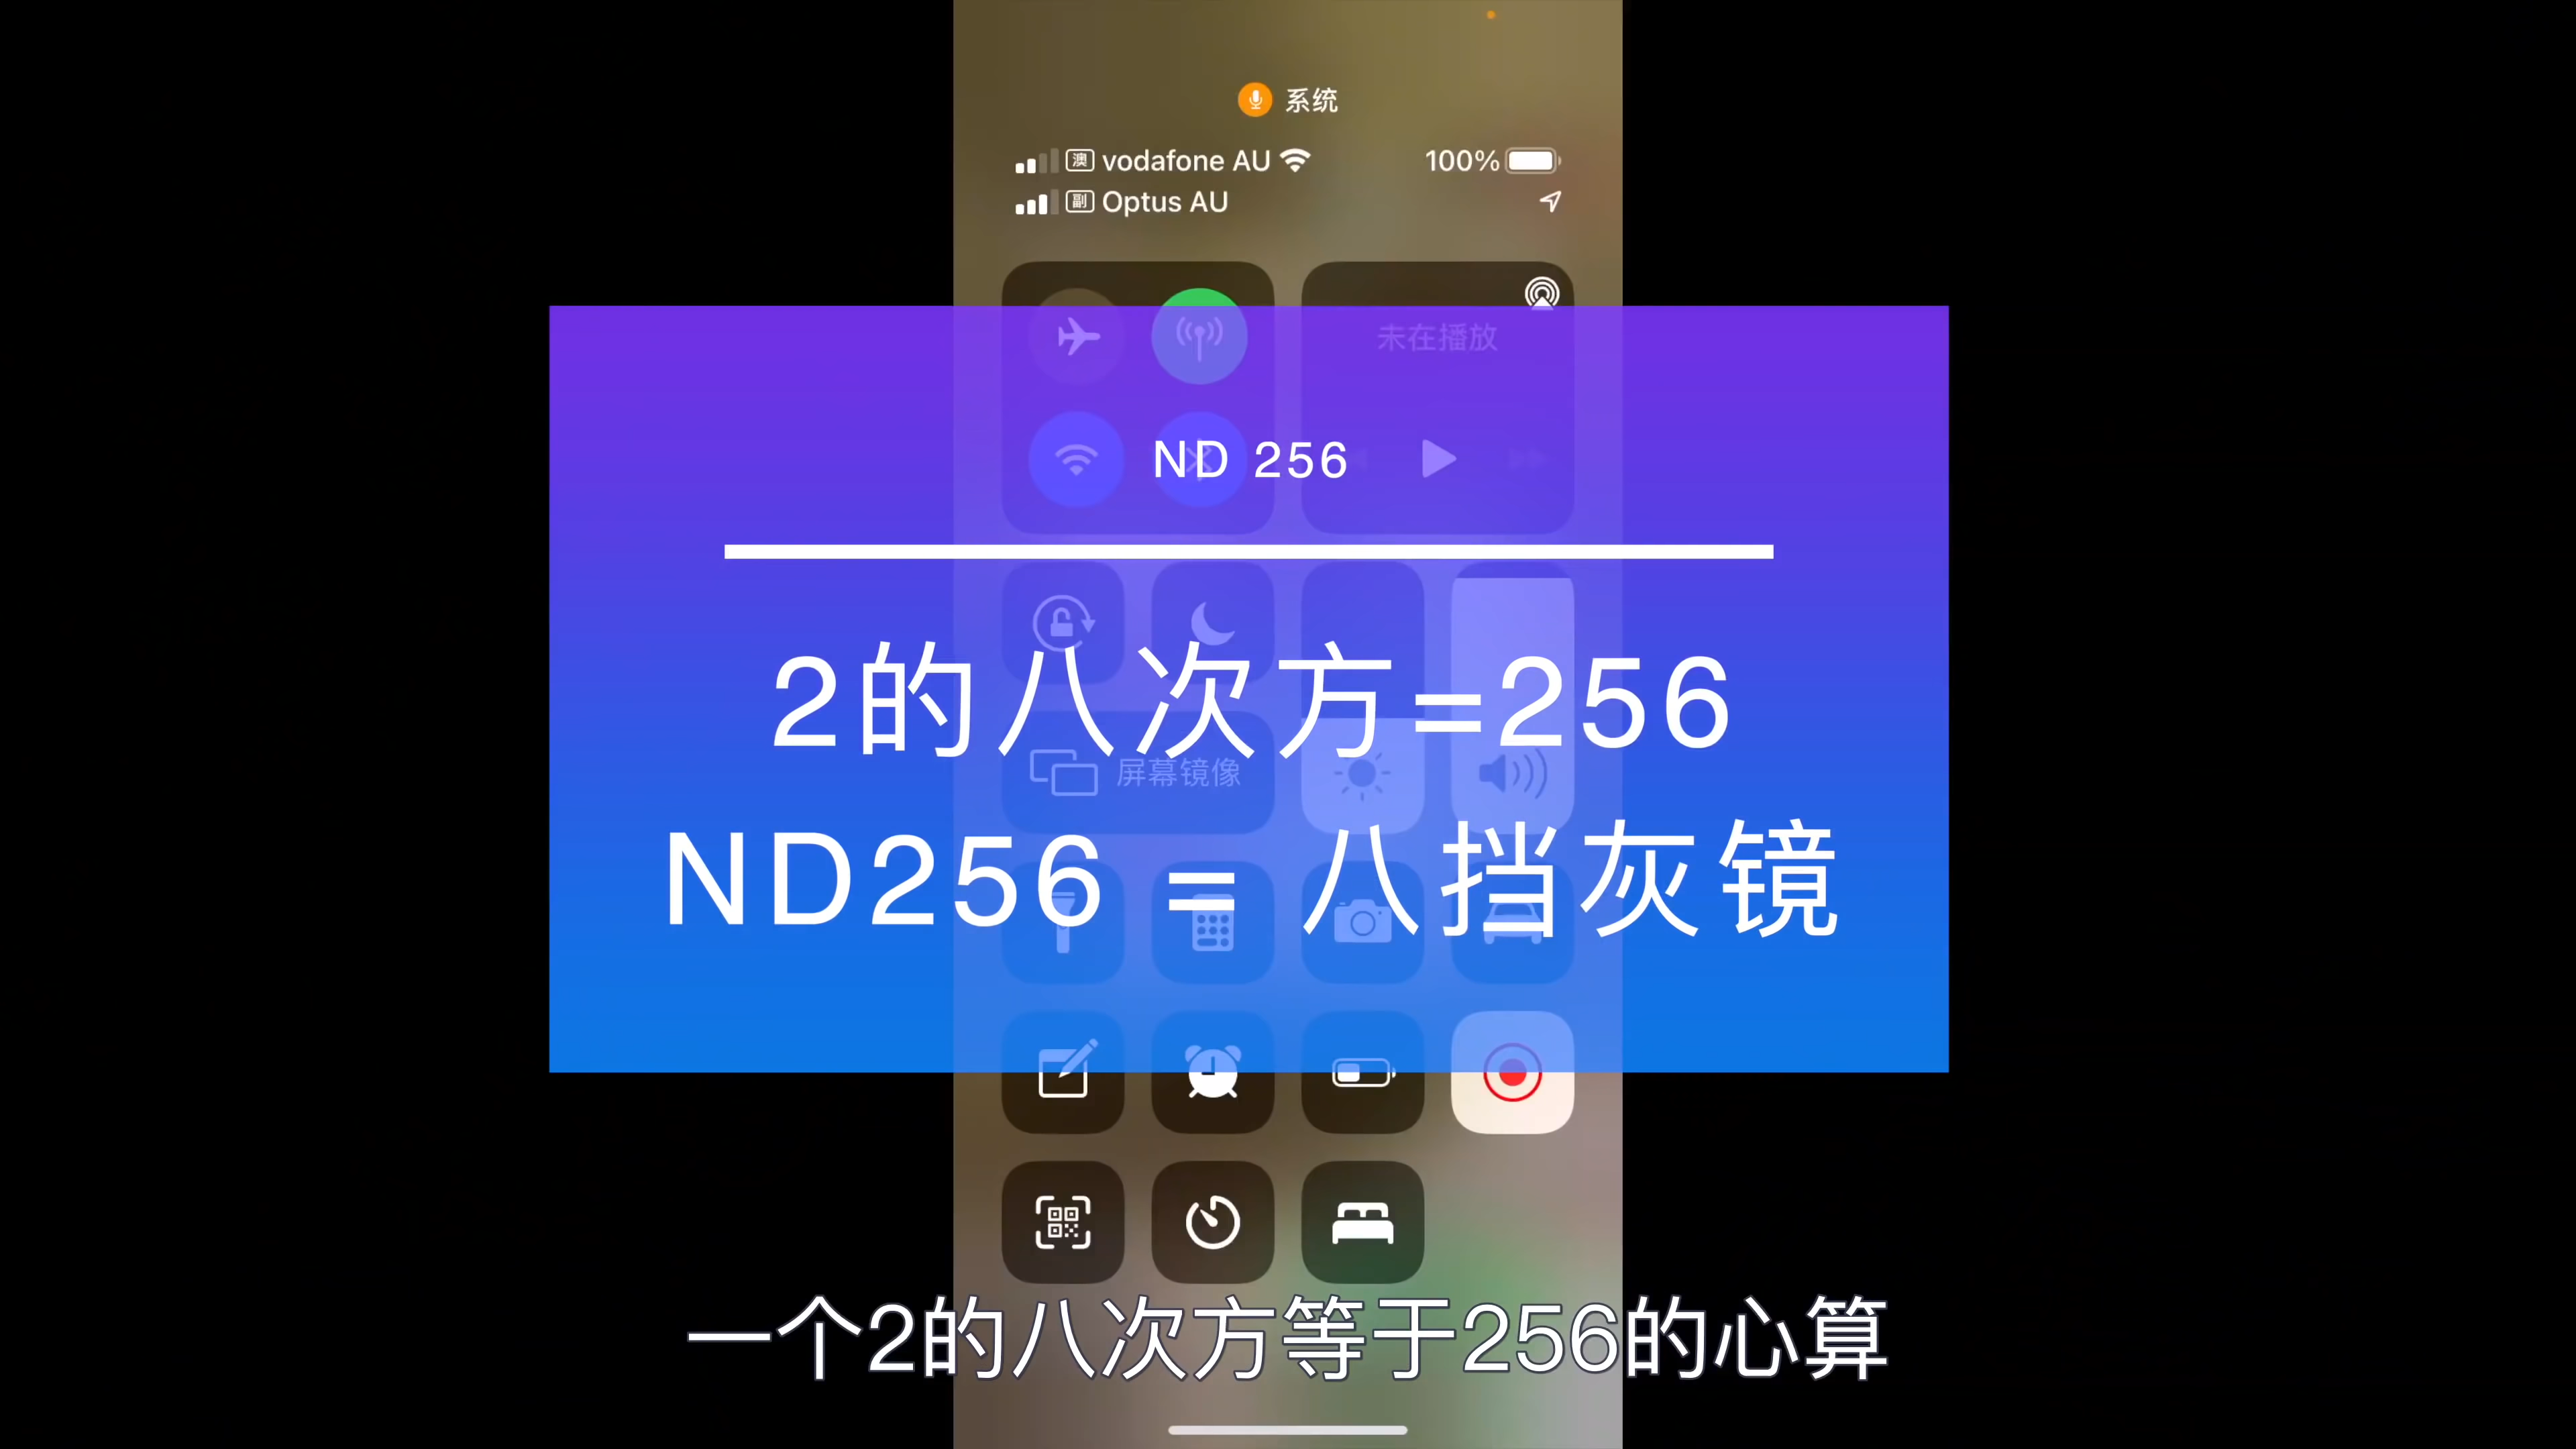 系统
澳 vodafone AU 100%
副 Optus AU
未在播放
ND 256
2的八次方=256
屏幕镜像
ND256 = 八挡灰镜
一个2的八次方等于256的心算